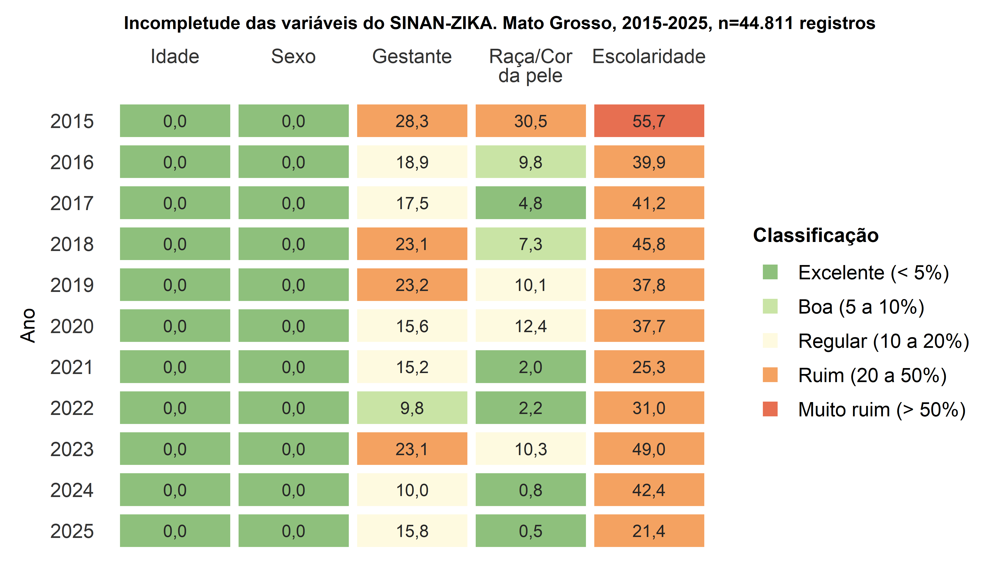 Incompletude das variáveis do SINAN-ZIKA. Mato Grosso, 2015-2025, n=44.811 registros
Idade Sexo Gestante Raça/Cor Escolaridade
da pele
2015 0,0 0,0 28,3 30,5 55,7
2016 0,0 0,0 18,9 9,8 39,9
2017 0,0 0,0 17,5 4,8 41,2
2018 0,0 0,0 23,1 7,3 45,8
2019 0,0 0,0 23,2 10,1 37,8
2020 0,0 0,0 15,6 12,4 37,7
2021 0,0 0,0 15,2 2,0 25,3
2022 0,0 0,0 9,8 2,2 31,0
2023 0,0 0,0 23,1 10,3 49,0
2024 0,0 0,0 10,0 0,8 42,4
2025 0,0 0,0 15,8 0,5 21,4
Ano
Classificação
Excelente (< 5%)
Boa (5 a 10%)
Regular (10 a 20%)
Ruim (20 a 50%)
Muito ruim (> 50%)